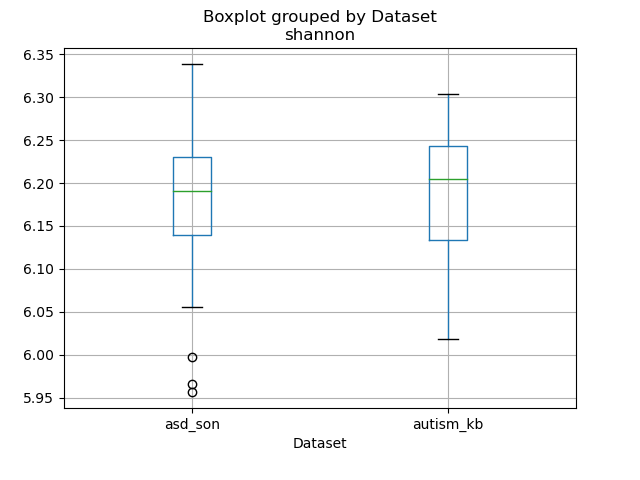 Boxplot grouped by Dataset
shannon
6.35
6.30
6.25
6.20
6.15
6.10
6.05
6.00
5.95
asd_son
autism_kb
Dataset